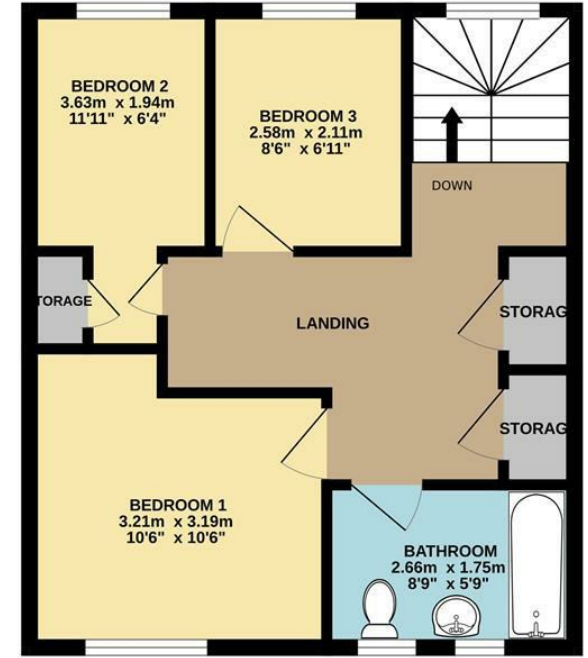 BEDROOM 2
3.63m x 1.94m
11'11" x 6'4"
BEDROOM 3
2.58m x 2.11m
8'6" x 6'11"
DOWN
TORAGE
LANDING
STORAG
STORAG
BEDROOM 1
3.21m x 3.19m
10'6" x 10'6"
BATHROOM
2.66m x 1.75m
8'9" x 5'9"